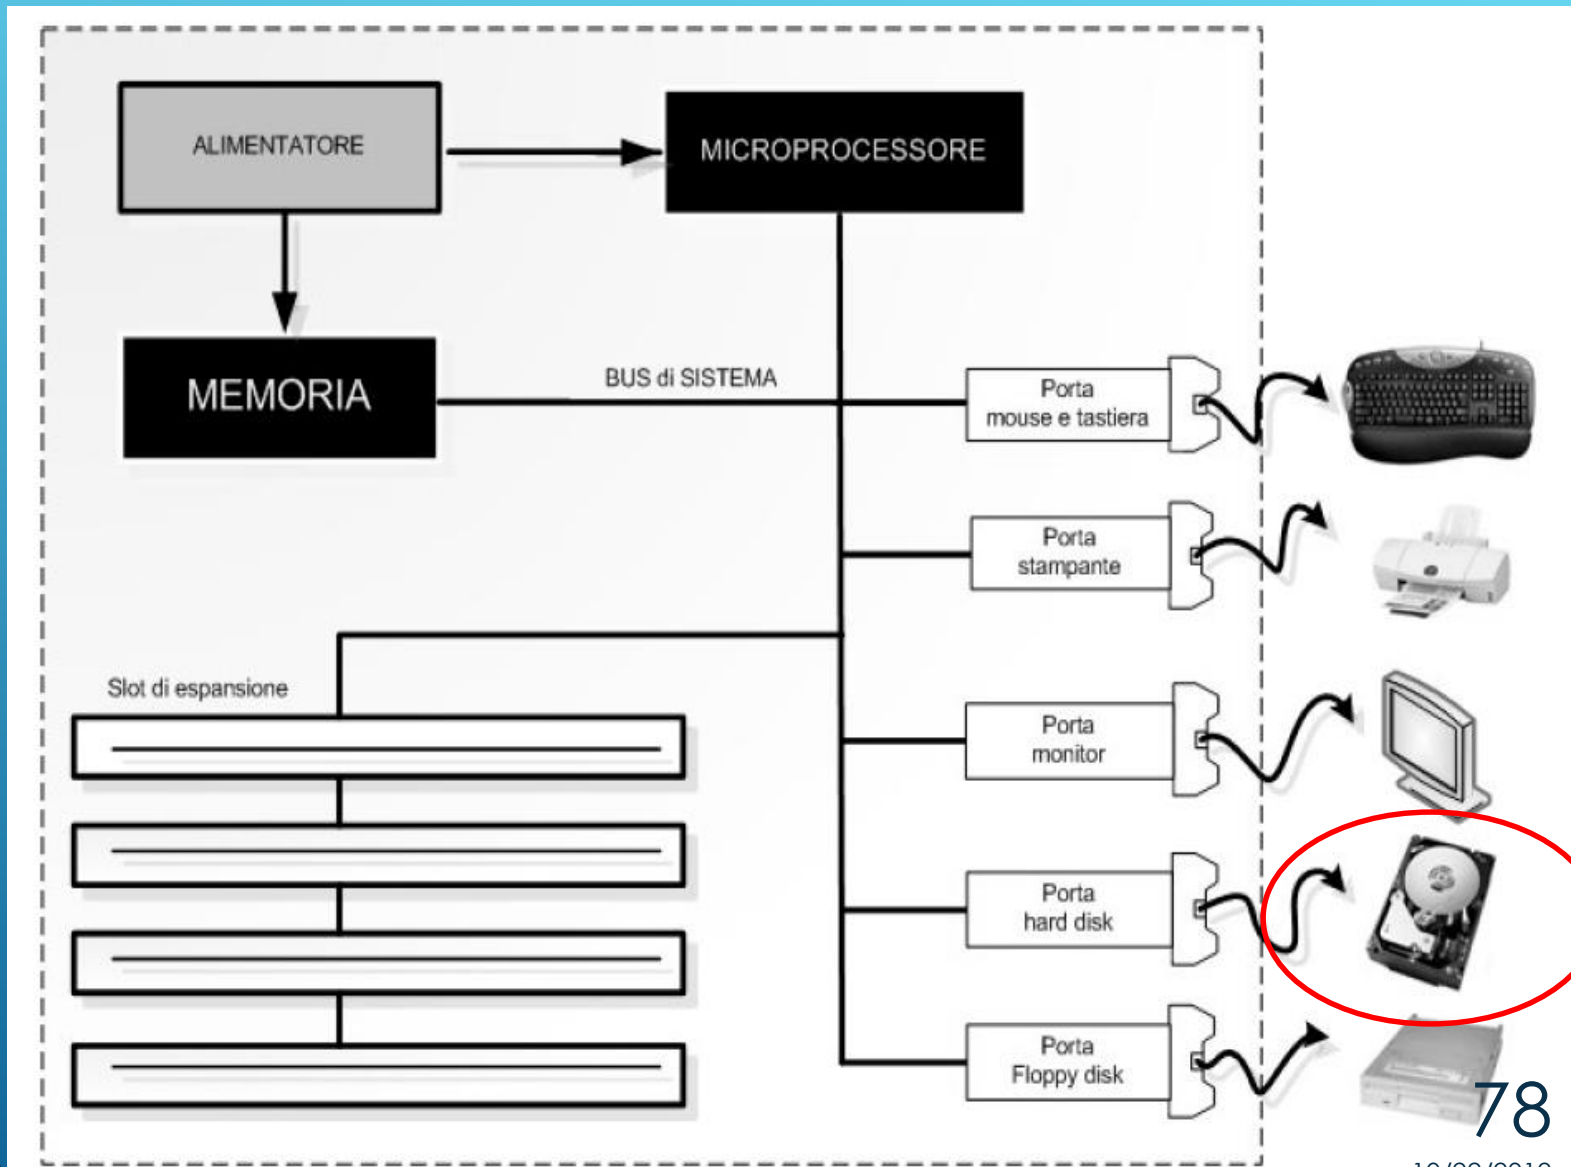 ALIMENTATORE
MICROPROCESSORE
MEMORIA
BUS di SISTEMA
Porta
mouse e tastiera
Porta
stampante
Slot di espansione
Porta
monitor
Porta
hard disk
Porta
Floppy disk
78